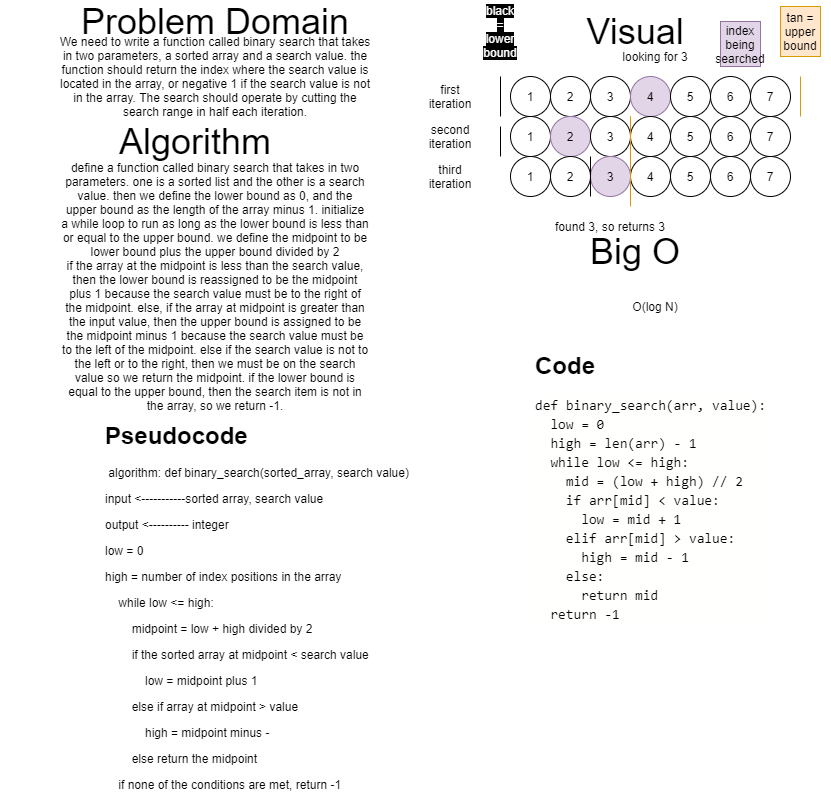 Problem Domain
We need to write a function called binary search that takes
in two parameters, a sorted array and a search value. the
function should return the index where the search value is
located in the array, or negative 1 if the search value is not
in the array. The search should operate by cutting the
search range in half each iteration.
Algorithm
define a function called binary search that takes in two
parameters. one is a sorted list and the other is a search
value. then we define the lower bound as 0, and the
upper bound as the length of the array minus 1. initialize
a while loop to run as long as the lower bound is less than
or equal to the upper bound. we define the midpoint to be
lower bound plus the upper bound divided by 2
if the array at the midpoint is less than the search value,
then the lower bound is reassigned to be the midpoint
plus 1 because the search value must be to the right of
the midpoint. else, if the array at midpoint is greater than
the input value, then the upper bound is assigned to be
the midpoint minus 1 because the search value must be
to the left of the midpoint. else if the search value is not to
the left or to the right, then we must be on the search
value so we return the midpoint. if the lower bound is
equal to the upper bound, then the search item is not in
the array, so we return -1.
Pseudocode
algorithm: def binary_search(sorted_array, search value)
input <-----------sorted array, search value
output <---------- integer
low = 0
high = number of index positions in the array
while low <= high:
midpoint = low + high divided by 2
if the sorted array at midpoint < search value
low = midpoint plus 1
else if array at midpoint > value
high = midpoint minus -
else return the midpoint
if none of the conditions are met, return -1
black
=
lower
bound
Visual
looking for 3
index
being
searched
tan =
upper
bound
first
iteration
1 2 3 4 5 6 7
second
iteration
1 2 3 4 5 6 7
third
iteration
1 2 3 4 5 6 7
found 3, so returns 3
Big O
O(log N)
Code
def binary_search(arr, value):
low = 0
high = len(arr) - 1
while low <= high:
mid = (low + high) // 2
if arr[mid] < value:
low = mid + 1
elif arr[mid] > value:
high = mid - 1
else:
return mid
return -1